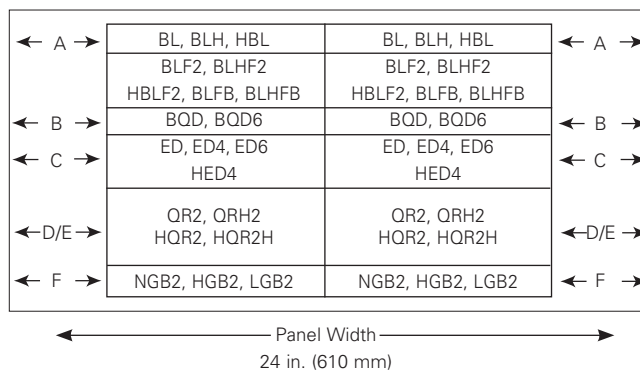 A BL, BLH, HBL BL, BLH, HBL A
BLF2, BLHF2 BLF2, BLHF2
HBLF2, BLFB, BLHFB HBLF2, BLFB, BLHFB
B BQD, BQD6 BQD, BQD6 B
ED, ED4, ED6 ED, ED4, ED6
C HED4 HED4 C
QR2, QRH2 QR2, QRH2
D/E HQR2, HQR2H HQR2, HQR2H D/E
F NGB2, HGB2, LGB2 NGB2, HGB2, LGB2 F
Panel Width
24 in. (610 mm)